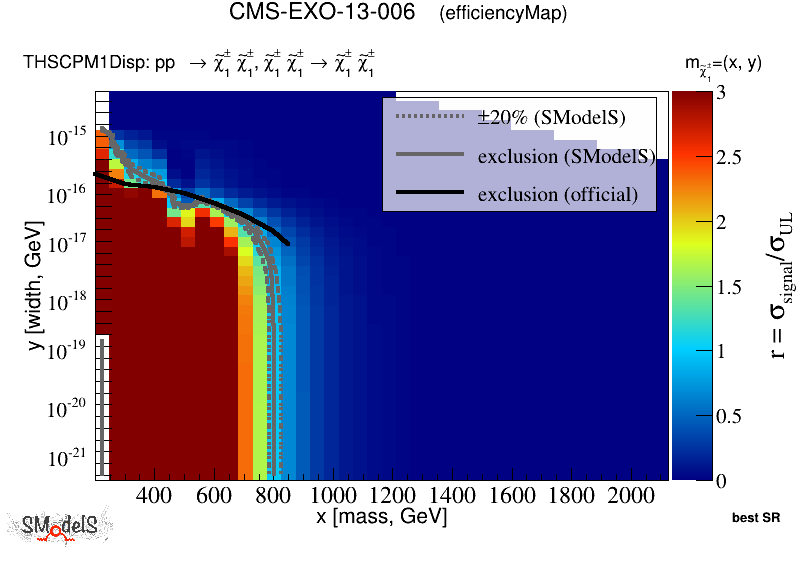 CMS-EXO-13-006 (efficiencyMap)
THSCPM1Disp: pp → χ̃₁± χ̃₁±, χ̃₁± χ̃₁± → χ̃₁± χ̃₁±
m_χ̃₁±=(x, y)
±20% (SModelS)
exclusion (SModelS)
exclusion (official)
y [width, GeV]
10⁻¹⁵
10⁻¹⁶
10⁻¹⁷
10⁻¹⁸
10⁻¹⁹
10⁻²⁰
10⁻²¹
400 600 800 1000 1200 1400 1600 1800 2000
x [mass, GeV]
3
2.5
2
1.5
1
0.5
0
r = σ_signal/σ_UL
SModelS
best SR